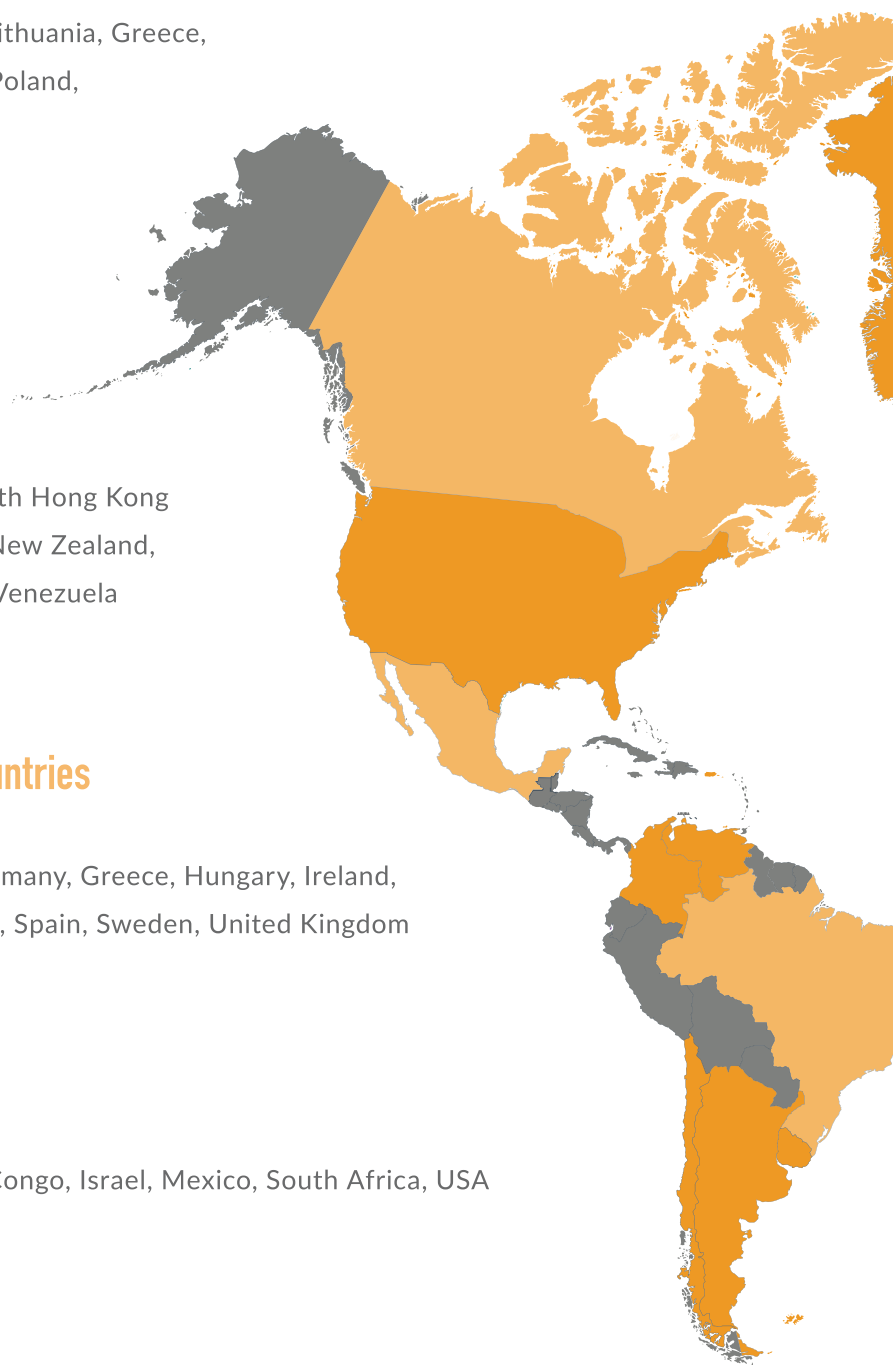 ithuania, Greece,
Poland,
th Hong Kong
New Zealand,
Venezuela
untries
many, Greece, Hungary, Ireland,
, Spain, Sweden, United Kingdom
Congo, Israel, Mexico, South Africa, USA